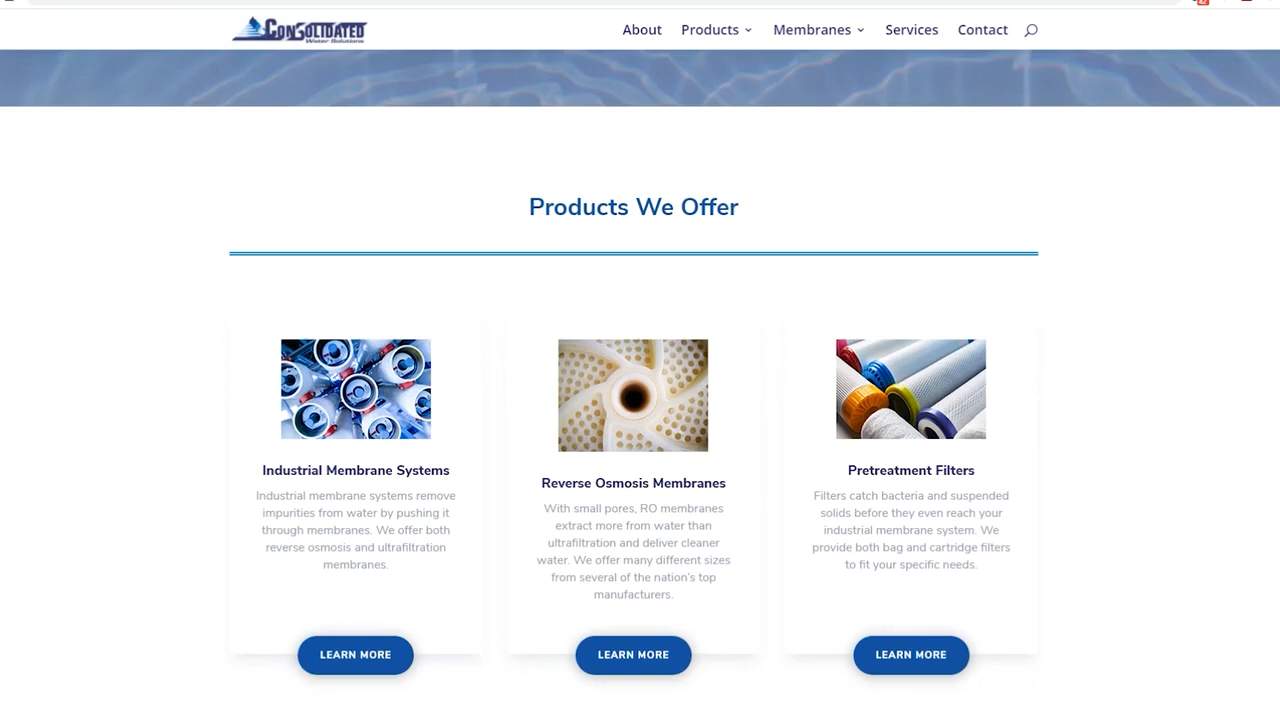 CONSOLIDATED
Water Solutions
About Products Membranes Services Contact
Products We Offer
Industrial Membrane Systems
Industrial membrane systems remove
impurities from water by pushing it
through membranes. We offer both
reverse osmosis and ultrafiltration
membranes.
LEARN MORE
Reverse Osmosis Membranes
With small pores, RO membranes
extract more from water than
ultrafiltration and deliver cleaner
water. We offer many different sizes
from several of the nation's top
manufacturers.
LEARN MORE
Pretreatment Filters
Filters catch bacteria and suspended
solids before they even reach your
industrial membrane system. We
provide both bag and cartridge filters
to fit your specific needs.
LEARN MORE